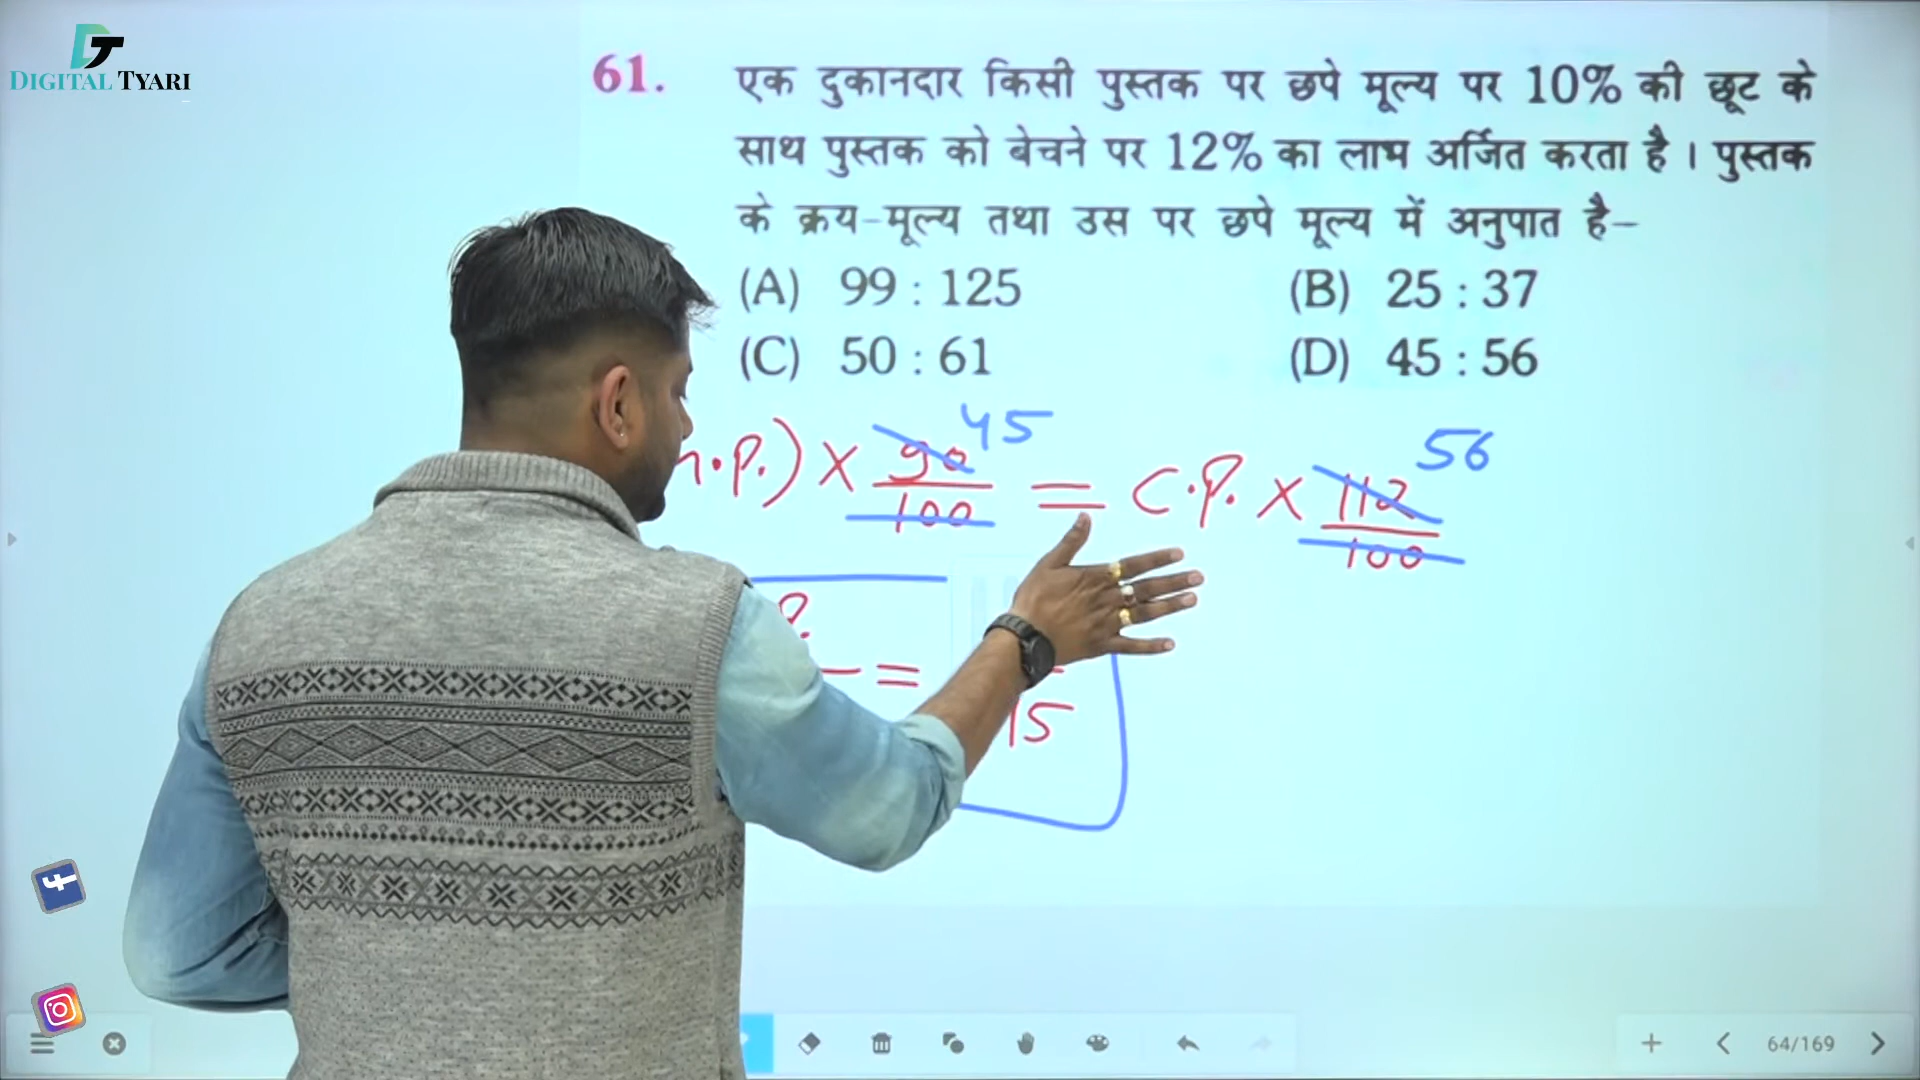 DIGITAL TYARI
61. एक दुकानदार किसी पुस्तक पर छपे मूल्य पर 10% की छूट के
साथ पुस्तक को बेचने पर 12% का लाभ अर्जित करता है । पुस्तक
के क्रय-मूल्य तथा उस पर छपे मूल्य में अनुपात है–
(A) 99 : 125 (B) 25 : 37
(C) 50 : 61 (D) 45 : 56
45 56
.P.) × 90/100 = C.P. × 112/100
P.
=
45
64/169